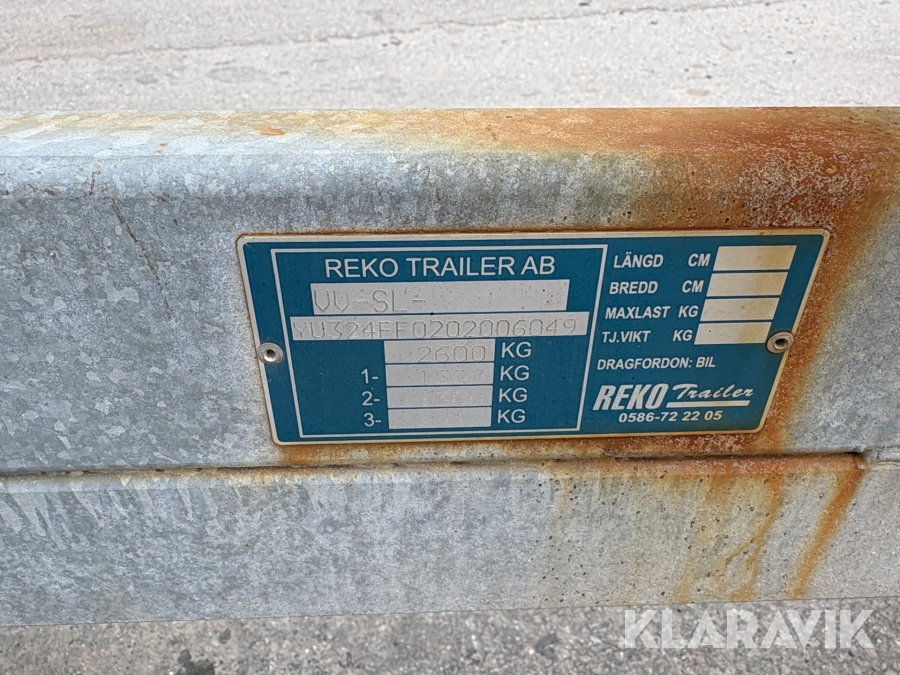 REKO TRAILER AB
VV-SL-
2600 KG
1- KG
2- KG
3- KG
LÄNGD CM
BREDD CM
MAXLAST KG
TJ.VIKT KG
DRAGFORDON: BIL
REKO Trailer
0586-72 22 05
KLARAVIK